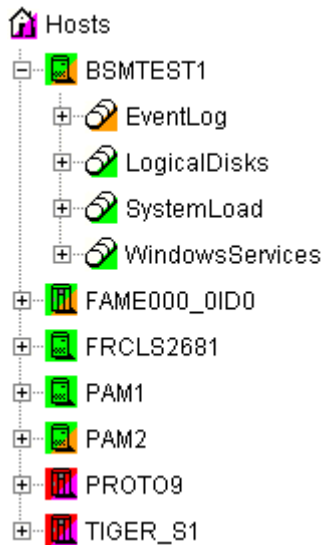 Hosts
BSMTEST1
EventLog
LogicalDisks
SystemLoad
WindowsServices
FAME000_0ID0
FRCLS2681
PAM1
PAM2
PROTO9
TIGER_S1